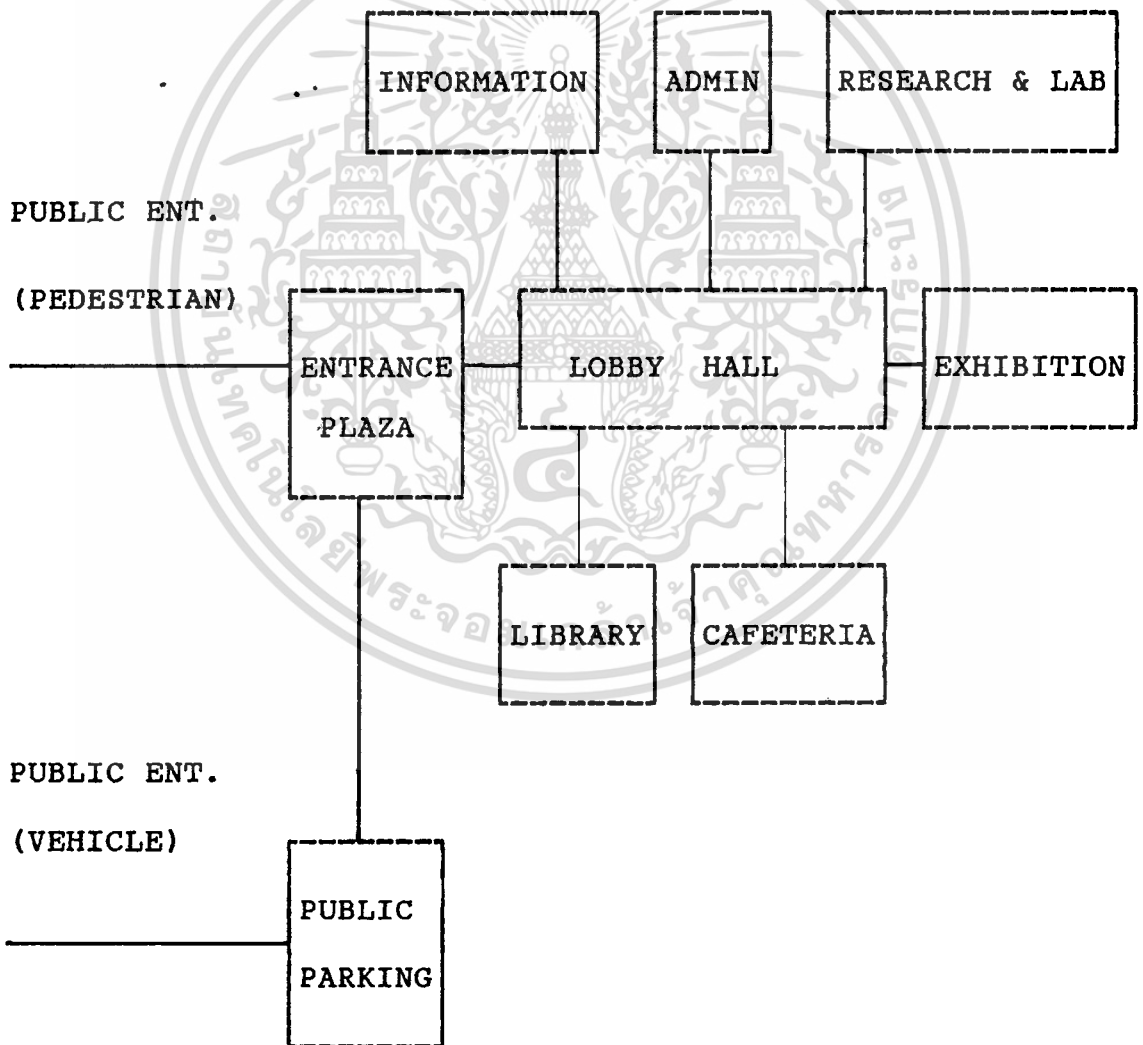 INFORMATION
ADMIN
RESEARCH & LAB
PUBLIC ENT.
(PEDESTRIAN)
ENTRANCE
PLAZA
LOBBY HALL
EXHIBITION
LIBRARY
CAFETERIA
PUBLIC ENT.
(VEHICLE)
PUBLIC
PARKING